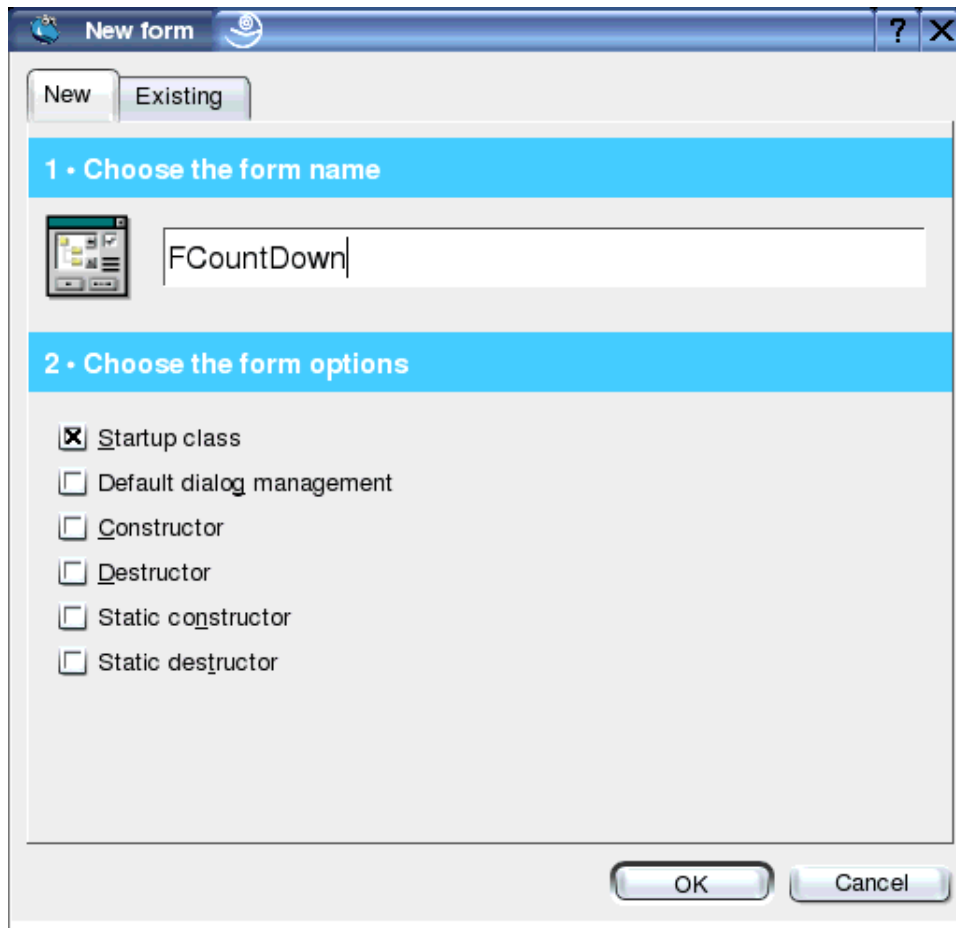 New form
?
New Existing
1 • Choose the form name
FCountDown
2 • Choose the form options
Startup class
Default dialog management
Constructor
Destructor
Static constructor
Static destructor
OK Cancel